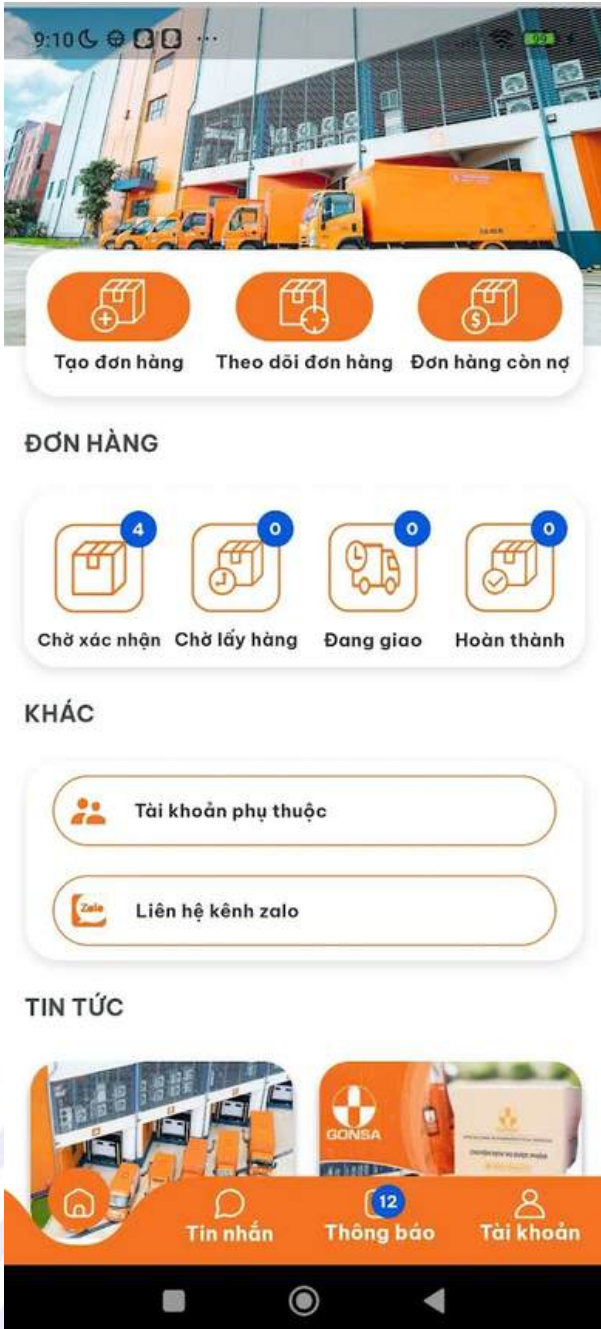 9:10
99
Tạo đơn hàng
Theo dõi đơn hàng
Đơn hàng còn nợ
ĐƠN HÀNG
4
0
0
0
Chờ xác nhận
Chờ lấy hàng
Đang giao
Hoàn thành
KHÁC
Tài khoản phụ thuộc
Zalo
Liên hệ kênh zalo
TIN TỨC
GONSA
12
Tin nhắn
Thông báo
Tài khoản